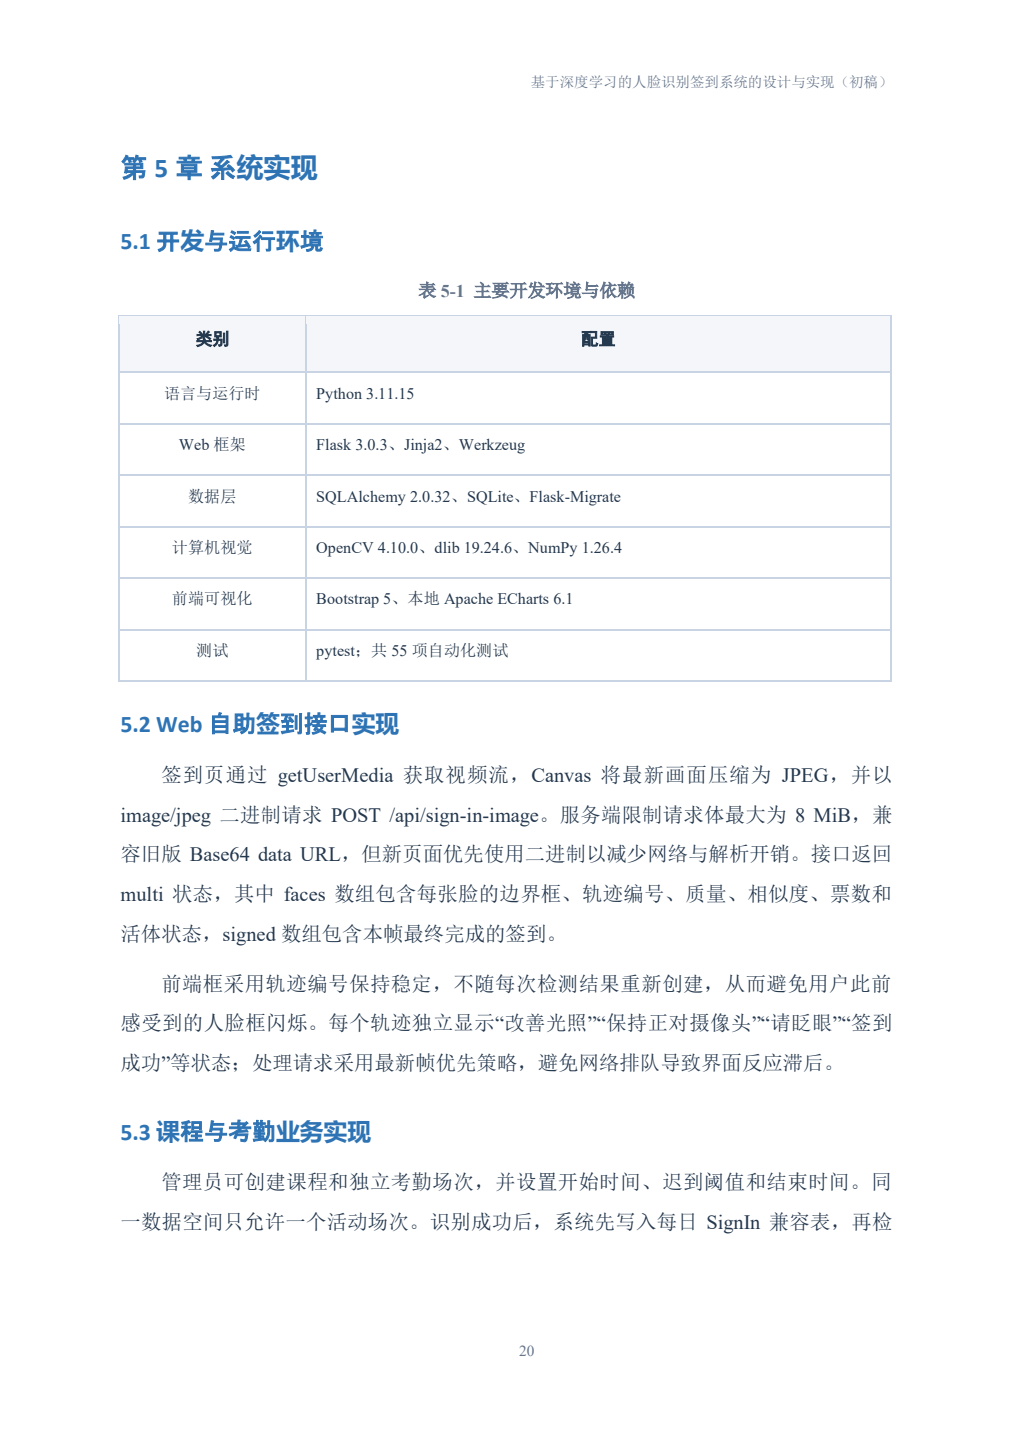 基于深度学习的人脸识别签到系统的设计与实现（初稿）
第 5 章 系统实现
5.1 开发与运行环境
表 5-1 主要开发环境与依赖
类别 配置
语言与运行时 Python 3.11.15
Web 框架 Flask 3.0.3、Jinja2、Werkzeug
数据层 SQLAlchemy 2.0.32、SQLite、Flask-Migrate
计算机视觉 OpenCV 4.10.0、dlib 19.24.6、NumPy 1.26.4
前端可视化 Bootstrap 5、本地 Apache ECharts 6.1
测试 pytest；共 55 项自动化测试
5.2 Web 自助签到接口实现
签到页通过 getUserMedia 获取视频流，Canvas 将最新画面压缩为 JPEG，并以
image/jpeg 二进制请求 POST /api/sign-in-image。服务端限制请求体最大为 8 MiB，兼
容旧版 Base64 data URL，但新页面优先使用二进制以减少网络与解析开销。接口返回
multi 状态，其中 faces 数组包含每张脸的边界框、轨迹编号、质量、相似度、票数和
活体状态，signed 数组包含本帧最终完成的签到。
前端框采用轨迹编号保持稳定，不随每次检测结果重新创建，从而避免用户此前
感受到的人脸框闪烁。每个轨迹独立显示“改善光照”“保持正对摄像头”“请眨眼”“签到
成功”等状态；处理请求采用最新帧优先策略，避免网络排队导致界面反应滞后。
5.3 课程与考勤业务实现
管理员可创建课程和独立考勤场次，并设置开始时间、迟到阈值和结束时间。同
一数据空间只允许一个活动场次。识别成功后，系统先写入每日 SignIn 兼容表，再检
20